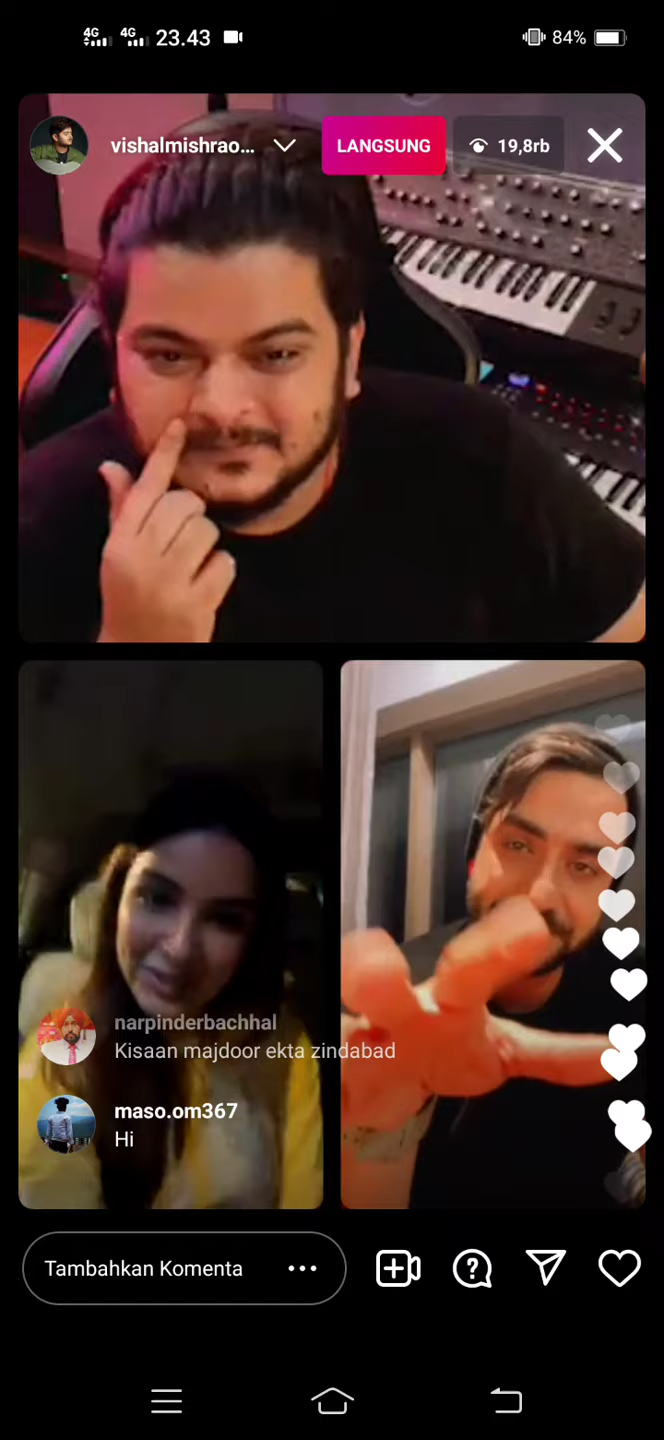 4G 4G 23.43 84%
vishalmishrao... LANGSUNG 19,8rb
narpinderbachhal
Kisaan majdoor ekta zindabad
maso.om367
Hi
Tambahkan Komenta